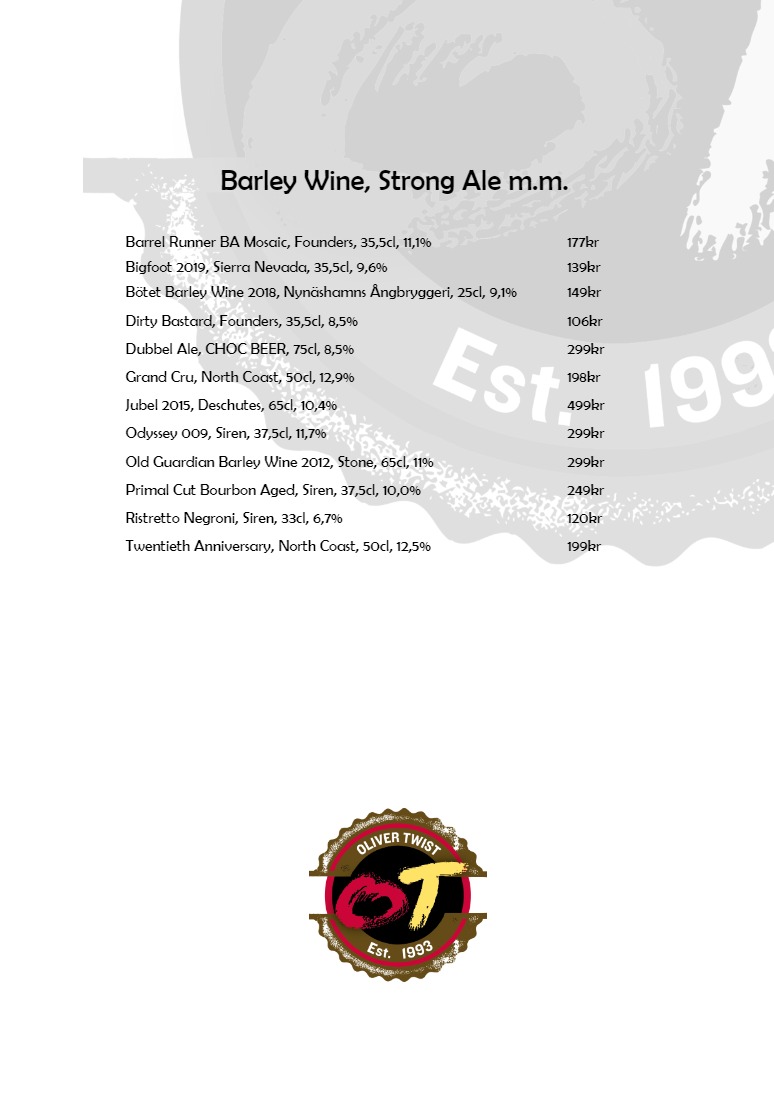 Barley Wine, Strong Ale m.m.
Barrel Runner BA Mosaic, Founders, 35,5cl, 11,1% 177kr
Bigfoot 2019, Sierra Nevada, 35,5cl, 9,6% 139kr
Bötet Barley Wine 2018, Nynäshamns Ångbryggeri, 25cl, 9,1% 149kr
Dirty Bastard, Founders, 35,5cl, 8,5% 106kr
Dubbel Ale, CHOC BEER, 75cl, 8,5% 299kr
Grand Cru, North Coast, 50cl, 12,9% 198kr
Jubel 2015, Deschutes, 65cl, 10,4% 499kr
Odyssey 009, Siren, 37,5cl, 11,7% 299kr
Old Guardian Barley Wine 2012, Stone, 65cl, 11% 299kr
Primal Cut Bourbon Aged, Siren, 37,5cl, 10,0% 249kr
Ristretto Negroni, Siren, 33cl, 6,7% 120kr
Twentieth Anniversary, North Coast, 50cl, 12,5% 199kr
Est. 199
OLIVER TWIST
OT
Est. 1993